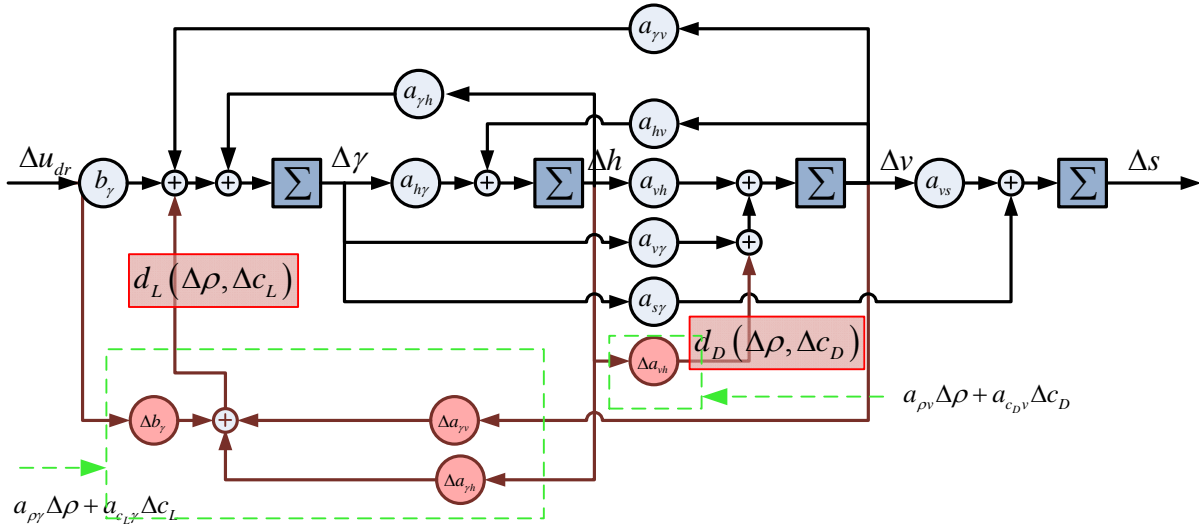 a_{γv}
a_{γh}
a_{hv}
Δu_{dr}
b_γ
+
+
Σ
Δγ
a_{hγ}
+
Σ
Δh
a_{vh}
+
Σ
Δv
a_{vs}
+
Σ
Δs
a_{vγ}
+
d_L(Δρ, Δc_L)
a_{sγ}
d_D(Δρ, Δc_D)
Δa_{vh}
a_{ρv}Δρ + a_{c_Dv}Δc_D
Δb_γ
+
Δa_{γv}
Δa_{γh}
a_{ργ}Δρ + a_{c_Lγ}Δc_L